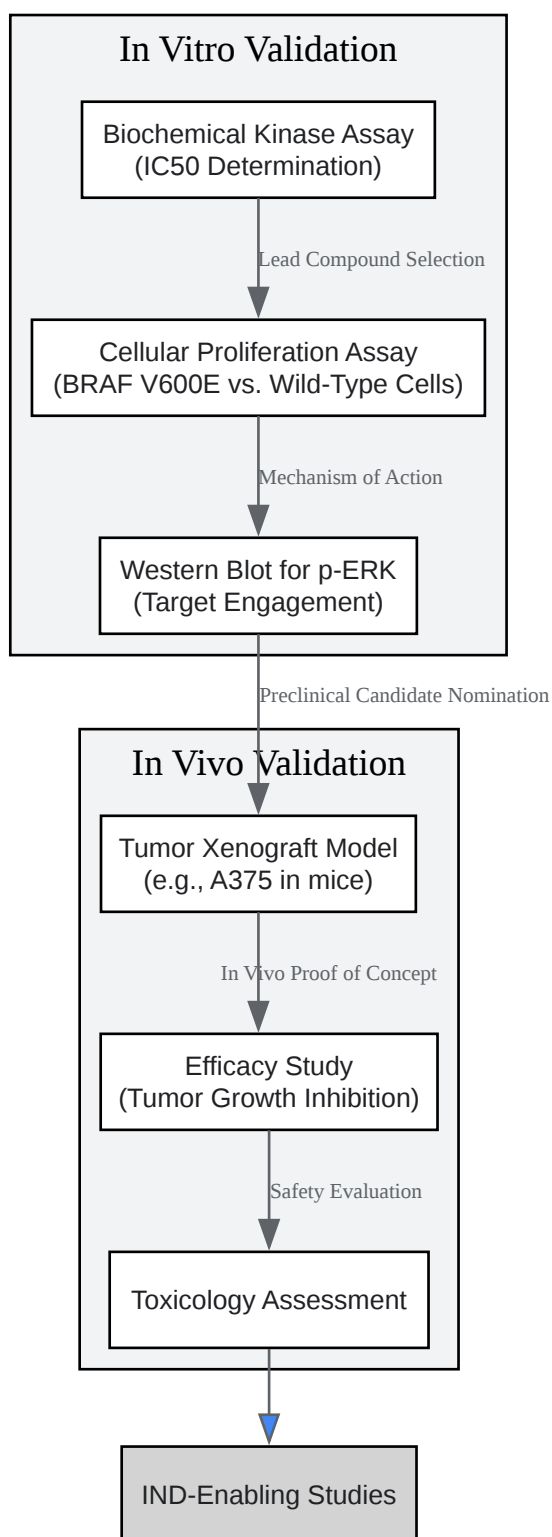 In Vitro Validation
Biochemical Kinase Assay
(IC50 Determination)
Lead Compound Selection
Cellular Proliferation Assay
(BRAF V600E vs. Wild-Type Cells)
Mechanism of Action
Western Blot for p-ERK
(Target Engagement)
Preclinical Candidate Nomination
In Vivo Validation
Tumor Xenograft Model
(e.g., A375 in mice)
In Vivo Proof of Concept
Efficacy Study
(Tumor Growth Inhibition)
Safety Evaluation
Toxicology Assessment
IND-Enabling Studies